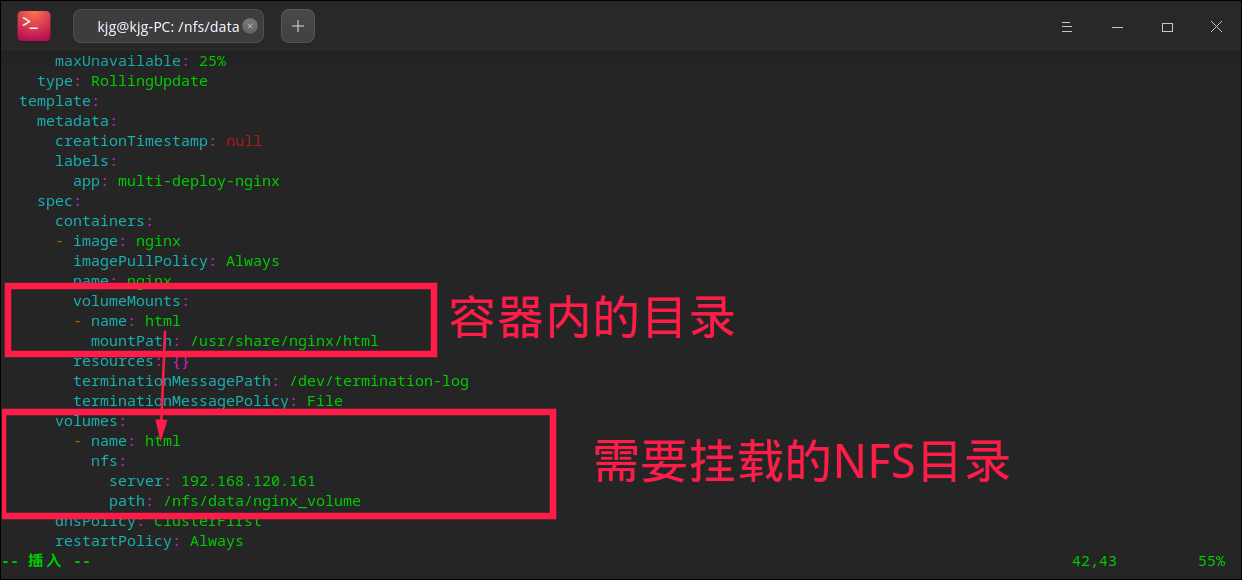 kjg@kjg-PC: /nfs/data
maxUnavailable: 25%
type: RollingUpdate
template:
metadata:
creationTimestamp: null
labels:
app: multi-deploy-nginx
spec:
containers:
- image: nginx
imagePullPolicy: Always
name: nginx
volumeMounts:
- name: html
mountPath: /usr/share/nginx/html
容器内的目录
resources: {}
terminationMessagePath: /dev/termination-log
terminationMessagePolicy: File
volumes:
- name: html
nfs:
server: 192.168.120.161
path: /nfs/data/nginx_volume
需要挂载的NFS目录
dnsPolicy: ClusterFirst
restartPolicy: Always
-- 插入 -- 42,43 55%